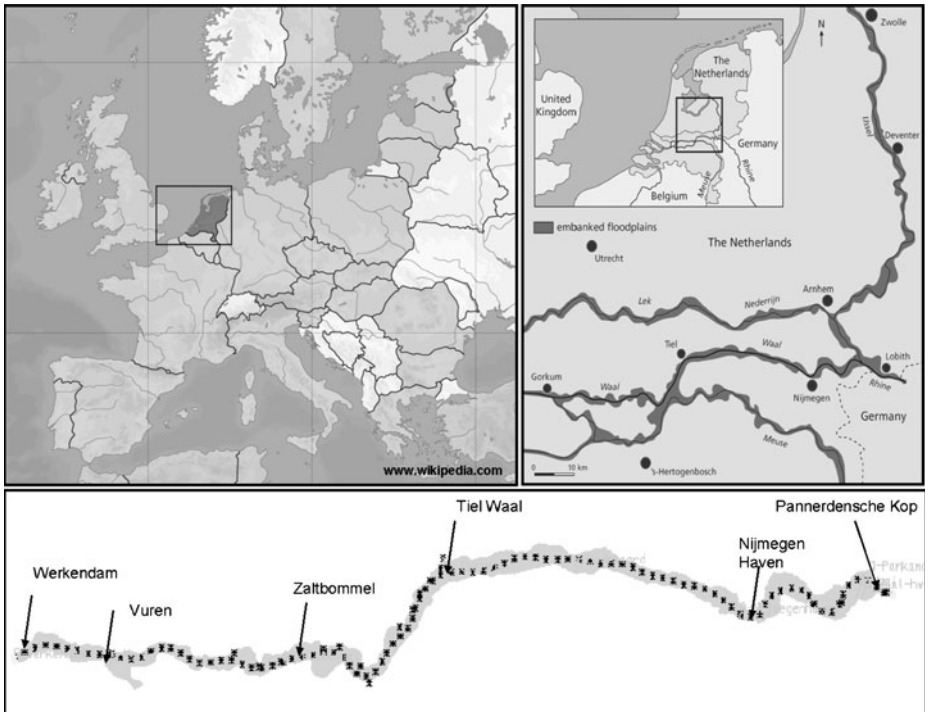 www.wikipedia.com
N
Zwolle
The
Netherlands
United
Kingdom
Germany
Belgium
Meuse
Rhine
IJssel
Deventer
embanked floodplains
The Netherlands
Utrecht
Arnhem
Lek
Nederrijn
Tiel
Waal
Lobith
Rhine
Gorkum
Waal
Nijmegen
Germany
Meuse
0 10 km
's-Hertogenbosch
Tiel Waal
Pannerdensche Kop
Nijmegen
Haven
Werkendam
Zaltbommel
Vuren